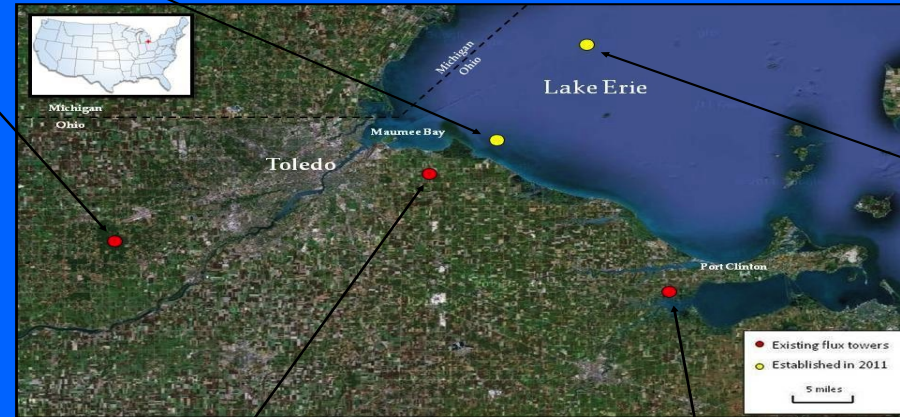 Michigan
Ohio
Lake Erie
Michigan
Ohio
Maumee Bay
Toledo
Port Clinton
Existing flux towers
Established in 2011
5 miles